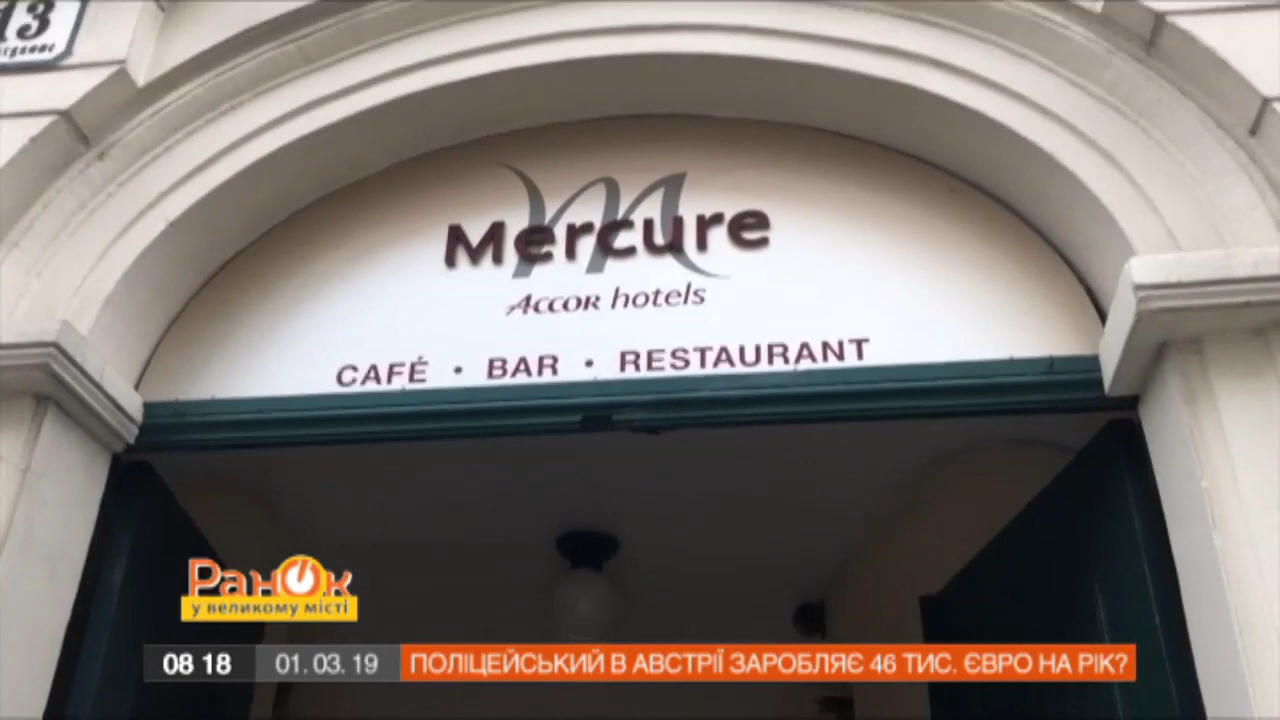 13
Mercure
ACCOR hotels
CAFÉ • BAR • RESTAURANT
РанОк
у великому місті
08 18
01. 03. 19
ПОЛІЦЕЙСЬКИЙ В АВСТРІЇ ЗАРОБЛЯЄ 46 ТИС. ЄВРО НА РІК?